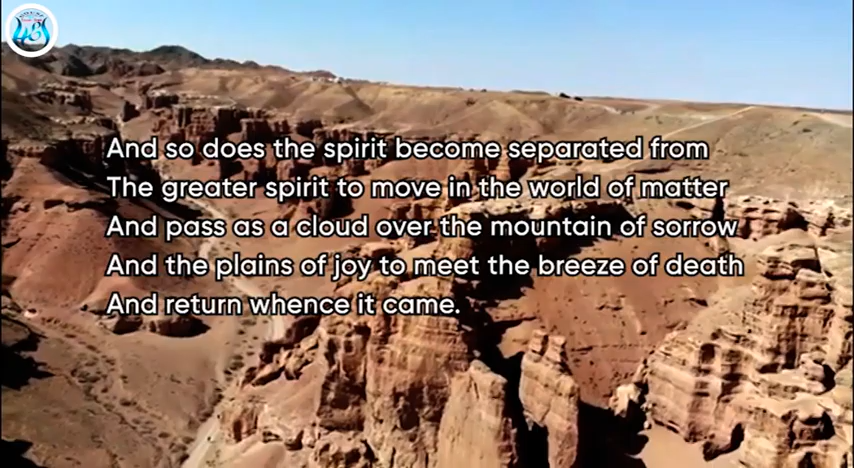 And so does the spirit become separated from
The greater spirit to move in the world of matter
And pass as a cloud over the mountain of sorrow
And the plains of joy to meet the breeze of death
And return whence it came.